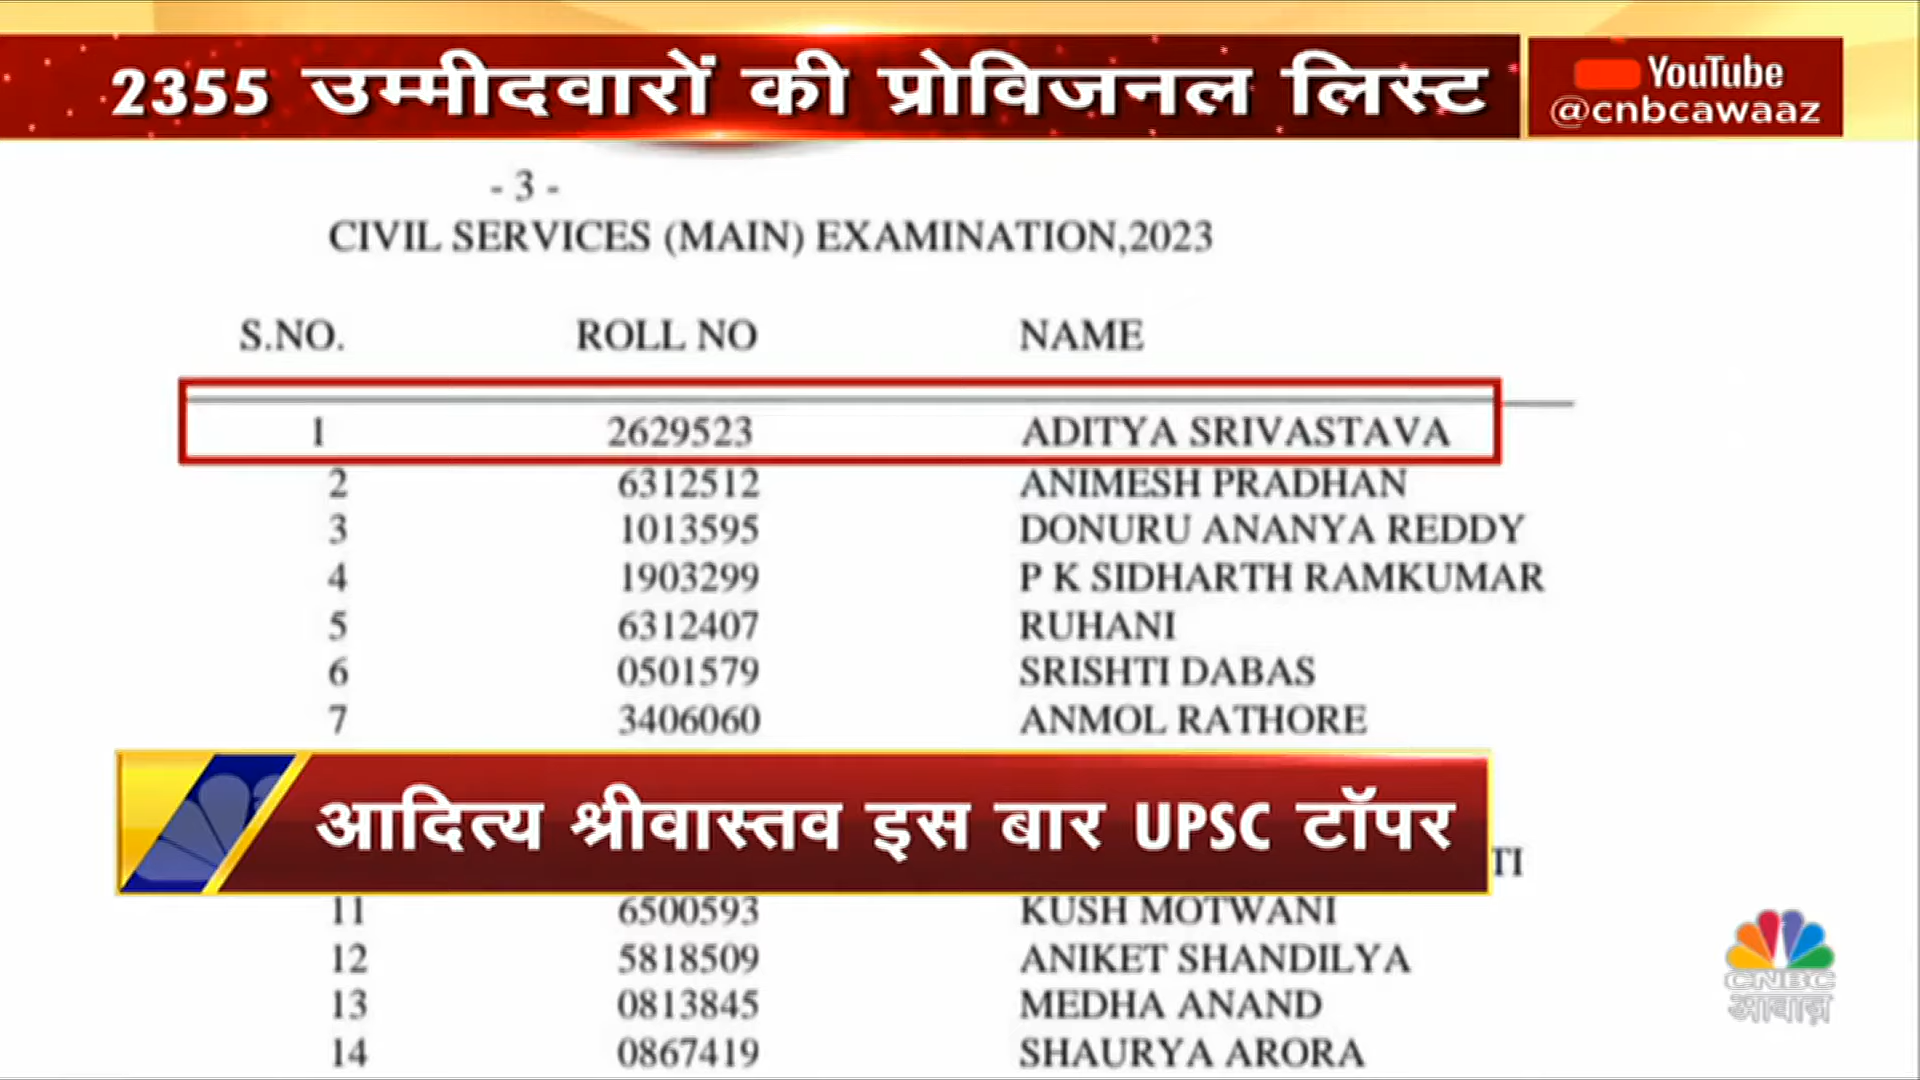 2355 उम्मीदवारों की प्रोविजनल लिस्ट
YouTube
@cnbcawaaz
- 3 -
CIVIL SERVICES (MAIN) EXAMINATION,2023
S.NO. ROLL NO NAME
1 2629523 ADITYA SRIVASTAVA
2 6312512 ANIMESH PRADHAN
3 1013595 DONURU ANANYA REDDY
4 1903299 P K SIDHARTH RAMKUMAR
5 6312407 RUHANI
6 0501579 SRISHTI DABAS
7 3406060 ANMOL RATHORE
आदित्य श्रीवास्तव इस बार UPSC टॉपर
TI
11 6500593 KUSH MOTWANI
12 5818509 ANIKET SHANDILYA
13 0813845 MEDHA ANAND
14 0867419 SHAURYA ARORA
CNBC
आवाज़